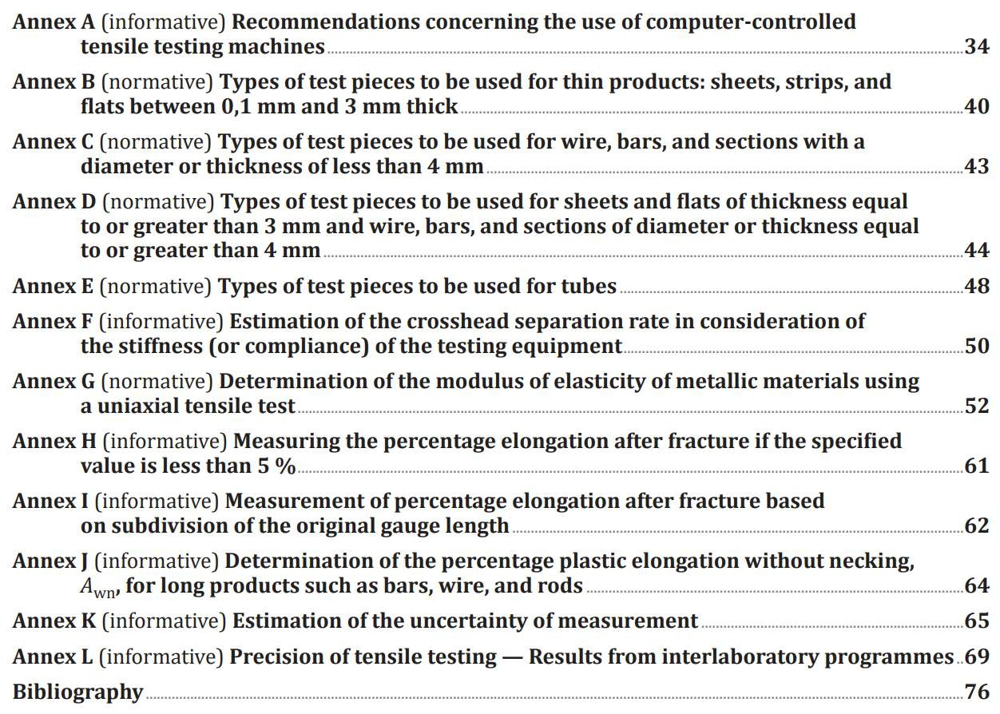 Annex A (informative) Recommendations concerning the use of computer-controlled
tensile testing machines 34
Annex B (normative) Types of test pieces to be used for thin products: sheets, strips, and
flats between 0,1 mm and 3 mm thick 40
Annex C (normative) Types of test pieces to be used for wire, bars, and sections with a
diameter or thickness of less than 4 mm 43
Annex D (normative) Types of test pieces to be used for sheets and flats of thickness equal
to or greater than 3 mm and wire, bars, and sections of diameter or thickness equal
to or greater than 4 mm 44
Annex E (normative) Types of test pieces to be used for tubes 48
Annex F (informative) Estimation of the crosshead separation rate in consideration of
the stiffness (or compliance) of the testing equipment 50
Annex G (normative) Determination of the modulus of elasticity of metallic materials using
a uniaxial tensile test 52
Annex H (informative) Measuring the percentage elongation after fracture if the specified
value is less than 5 % 61
Annex I (informative) Measurement of percentage elongation after fracture based
on subdivision of the original gauge length 62
Annex J (informative) Determination of the percentage plastic elongation without necking,
Awn, for long products such as bars, wire, and rods 64
Annex K (informative) Estimation of the uncertainty of measurement 65
Annex L (informative) Precision of tensile testing — Results from interlaboratory programmes 69
Bibliography 76